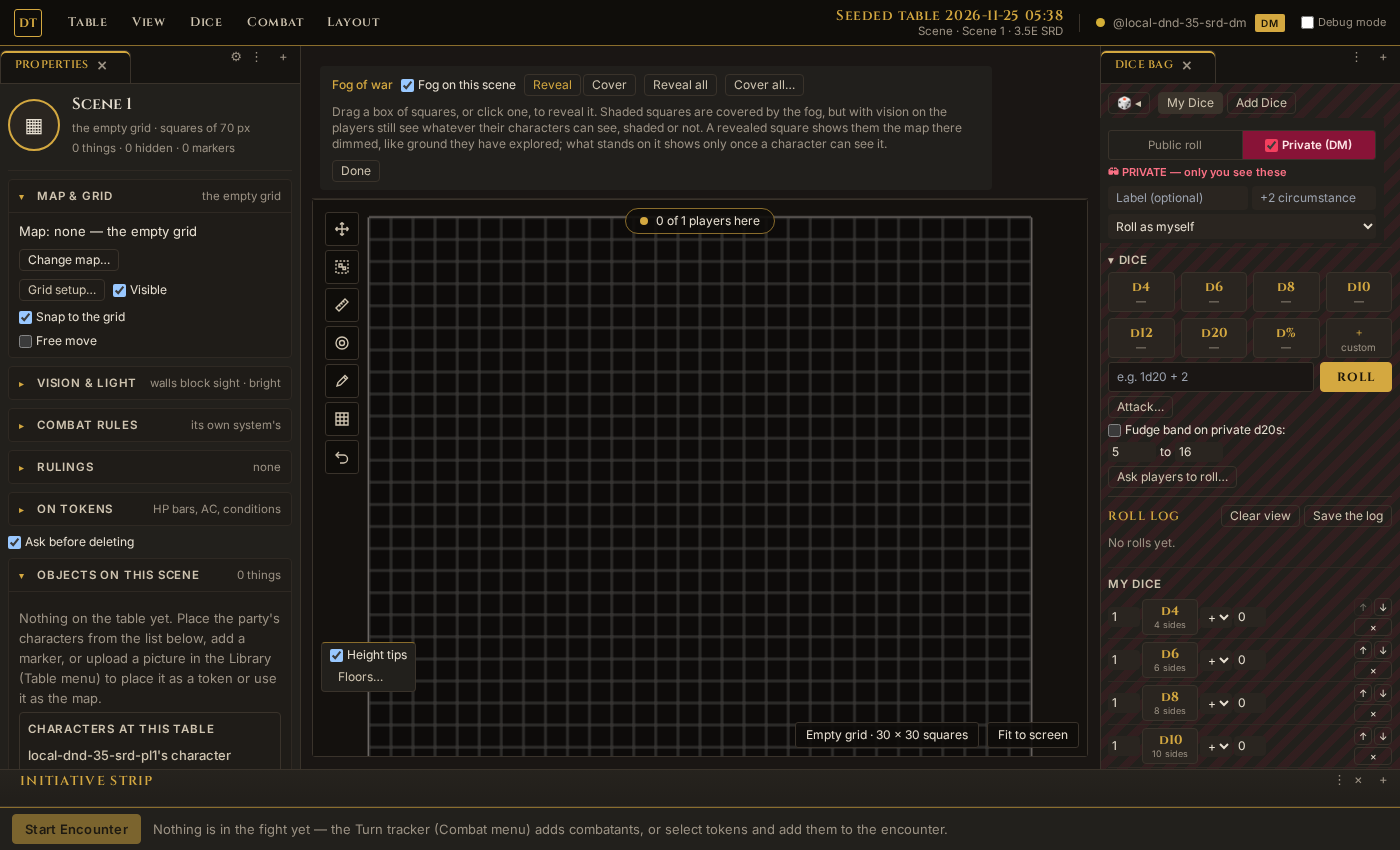 DT Table View Dice Combat Layout
Seeded table 2026-11-25 05:38
Scene · Scene 1 · 3.5E SRD
@local-dnd-35-srd-dm DM Debug mode
PROPERTIES
Scene 1
the empty grid · squares of 70 px
0 things · 0 hidden · 0 markers
MAP & GRID the empty grid
Map: none — the empty grid
Change map...
Grid setup... Visible
Snap to the grid
Free move
VISION & LIGHT walls block sight · bright
COMBAT RULES its own system's
RULINGS none
ON TOKENS HP bars, AC, conditions
Ask before deleting
OBJECTS ON THIS SCENE 0 things
Nothing on the table yet. Place the party's
characters from the list below, add a
marker, or upload a picture in the Library
(Table menu) to place it as a token or use
it as the map.
CHARACTERS AT THIS TABLE
local-dnd-35-srd-pl1's character
Fog of war Fog on this scene Reveal Cover Reveal all Cover all...
Drag a box of squares, or click one, to reveal it. Shaded squares are covered by the fog, but with vision on the
players still see whatever their characters can see, shaded or not. A revealed square shows them the map there
dimmed, like ground they have explored; what stands on it shows only once a character can see it.
Done
0 of 1 players here
Height tips
Floors...
Empty grid · 30 × 30 squares Fit to screen
DICE BAG
My Dice Add Dice
Public roll Private (DM)
PRIVATE — only you see these
Label (optional) +2 circumstance
Roll as myself
DICE
D4 D6 D8 D10
— — — —
D12 D20 D% +
— — — custom
e.g. 1d20 + 2 ROLL
Attack...
Fudge band on private d20s:
5 to 16
Ask players to roll...
ROLL LOG Clear view Save the log
No rolls yet.
MY DICE
1 D4 + 0
4 sides
1 D6 + 0
6 sides
1 D8 + 0
8 sides
1 D10 + 0
10 sides
INITIATIVE STRIP
Start Encounter Nothing is in the fight yet — the Turn tracker (Combat menu) adds combatants, or select tokens and add them to the encounter.